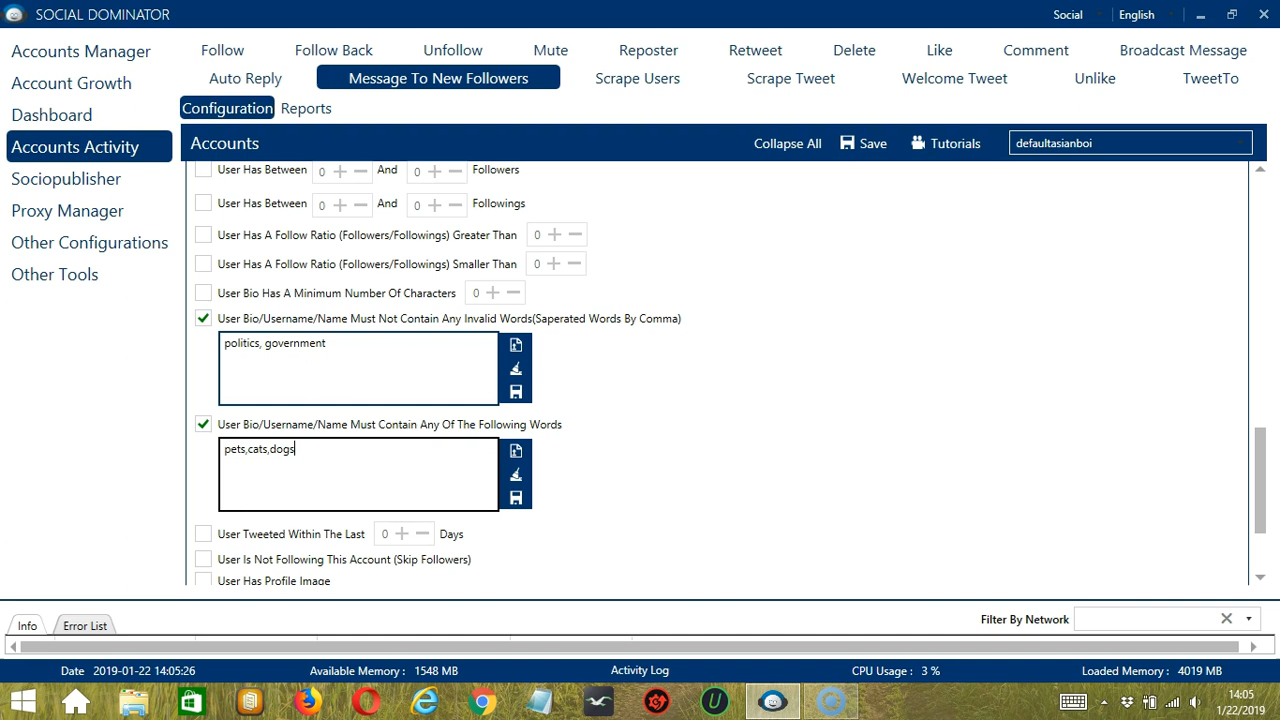 SOCIAL DOMINATOR
Social
English
Accounts Manager
Account Growth
Dashboard
Accounts Activity
Sociopublisher
Proxy Manager
Other Configurations
Other Tools
Follow
Follow Back
Unfollow
Mute
Reposter
Retweet
Delete
Like
Comment
Broadcast Message
Auto Reply
Message To New Followers
Scrape Users
Scrape Tweet
Welcome Tweet
Unlike
TweetTo
Configuration
Reports
Accounts
Collapse All
Save
Tutorials
defaultasianboi
User Has Between 0 And 0 Followers
User Has Between 0 And 0 Followings
User Has A Follow Ratio (Followers/Followings) Greater Than 0
User Has A Follow Ratio (Followers/Followings) Smaller Than 0
User Bio Has A Minimum Number Of Characters 0
User Bio/Username/Name Must Not Contain Any Invalid Words(Saperated Words By Comma)
politics, government
User Bio/Username/Name Must Contain Any Of The Following Words
pets,cats,dogs
User Tweeted Within The Last 0 Days
User Is Not Following This Account (Skip Followers)
User Has Profile Image
Info
Error List
Filter By Network
Date 2019-01-22 14:05:26
Available Memory : 1548 MB
Activity Log
CPU Usage : 3 %
Loaded Memory : 4019 MB
14:05
1/22/2019